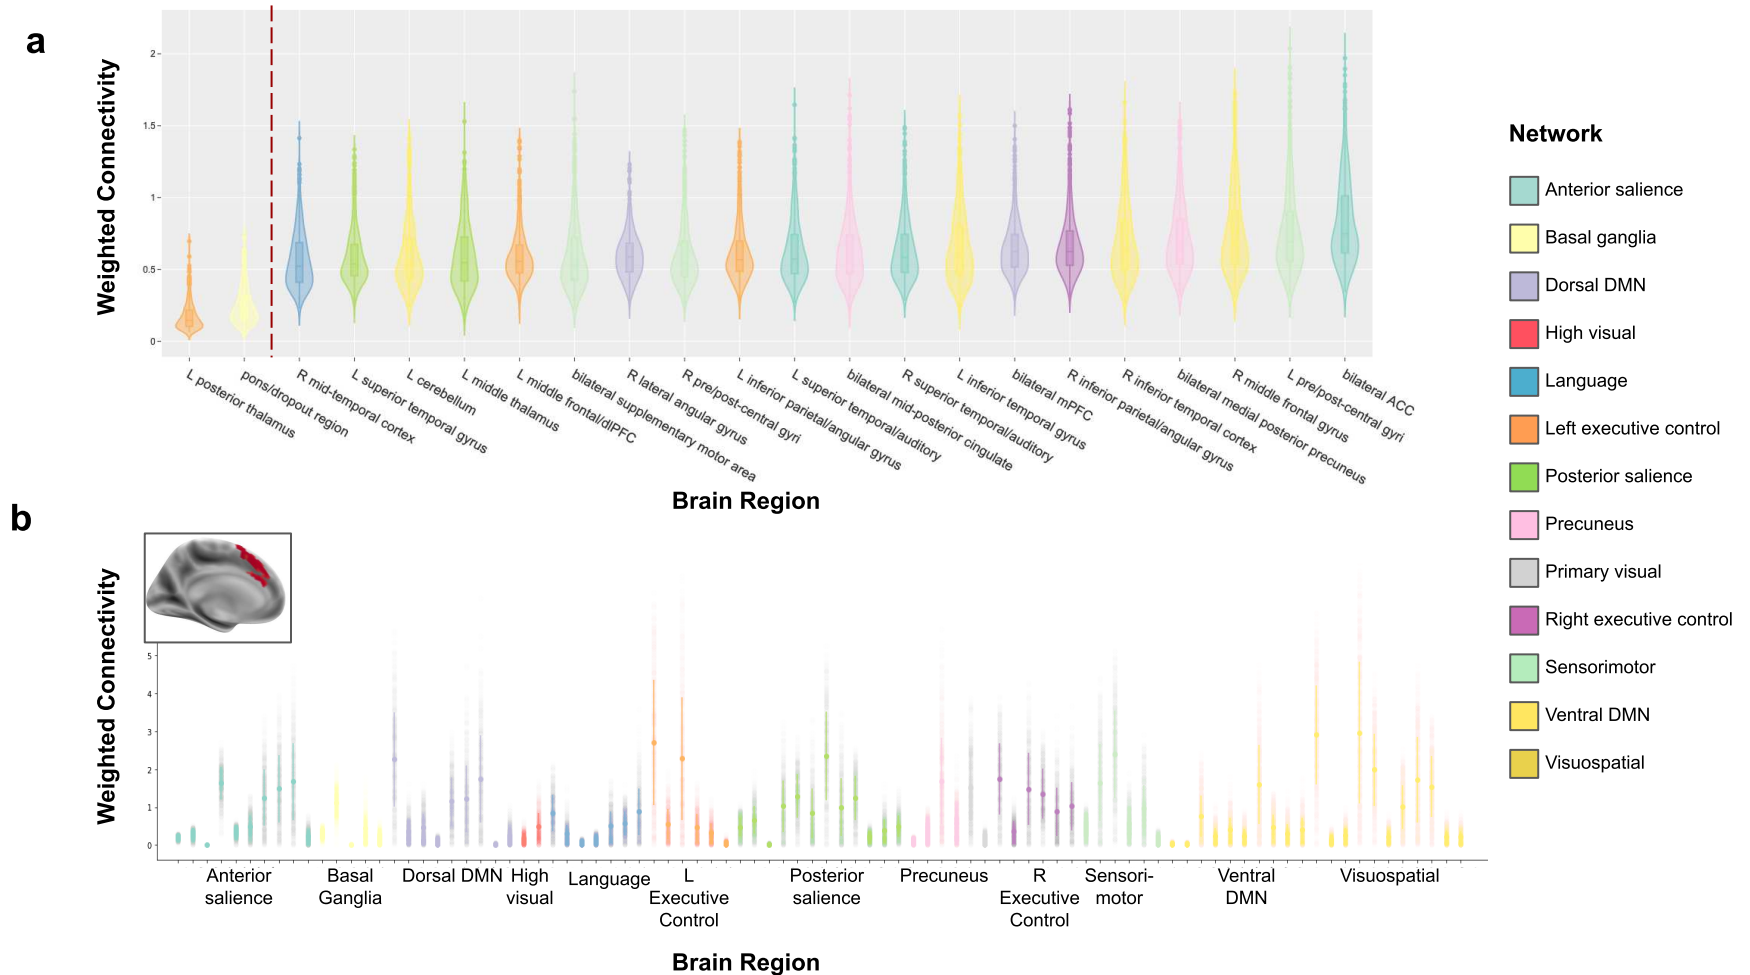 a
Weighted Connectivity
2
1.5
1
0.5
0
L posterior thalamus
pons/dropout region
R mid-temporal cortex
L superior temporal gyrus
L cerebellum
L middle thalamus
L middle frontal/dlPFC
bilateral supplementary motor area
R lateral angular gyrus
R pre/post-central gyri
L inferior parietal/angular gyrus
L superior temporal/auditory
bilateral mid-posterior cingulate
R superior temporal/auditory
L inferior temporal gyrus
bilateral mPFC
R inferior parietal/angular gyrus
R inferior temporal cortex
bilateral medial posterior precuneus
R middle frontal gyrus
L pre/post-central gyri
bilateral ACC
Brain Region
Network
Anterior salience
Basal ganglia
Dorsal DMN
High visual
Language
Left executive control
Posterior salience
Precuneus
Primary visual
Right executive control
Sensorimotor
Ventral DMN
Visuospatial
b
Weighted Connectivity
5
4
3
2
1
0
Anterior
salience
Basal
Ganglia
Dorsal DMN
High
visual
Language
L
Executive
Control
Posterior
salience
Precuneus
R
Executive
Control
Sensori-
motor
Ventral
DMN
Visuospatial
Brain Region